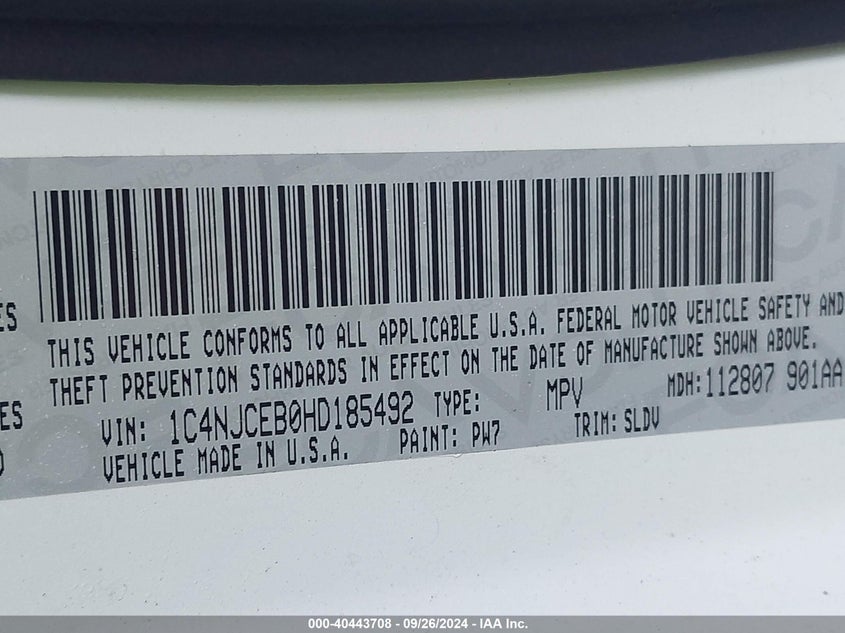 ES
THIS VEHICLE CONFORMS TO ALL APPLICABLE U.S.A. FEDERAL MOTOR VEHICLE SAFETY AND
THEFT PREVENTION STANDARDS IN EFFECT ON THE DATE OF MANUFACTURE SHOWN ABOVE.
ES
VIN: 1C4NJCEB0HD185492 TYPE: MPV MDH:112807 901AA
VEHICLE MADE IN U.S.A. PAINT: PW7 TRIM: SLDV
000-40443708 - 09/26/2024 - IAA Inc.